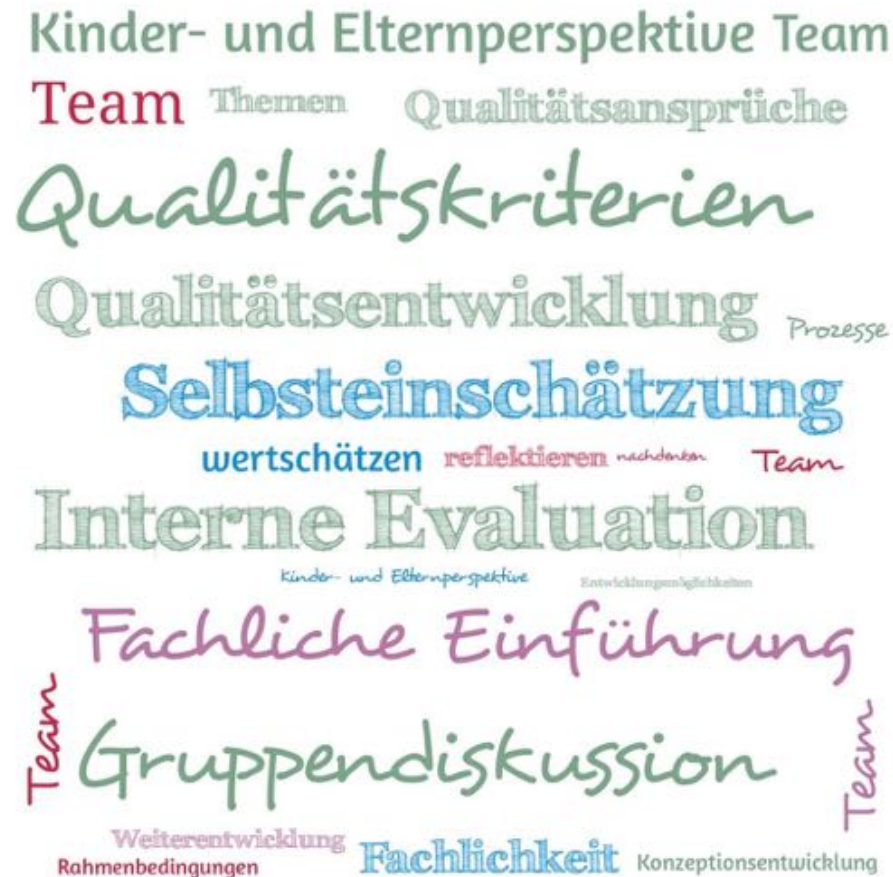 Kinder- und Elternperspektive Team
Team Themen Qualitätsansprüche
Qualitätskriterien
Qualitätsentwicklung Prozesse
Selbsteinschätzung
wertschätzen reflektieren nachdenken Team
Interne Evaluation
Kinder- und Elternperspektive Entwicklungsmöglichkeiten
Fachliche Einführung
Team
Gruppendiskussion
Team
Weiterentwicklung
Rahmenbedingungen Fachlichkeit Konzeptionsentwicklung